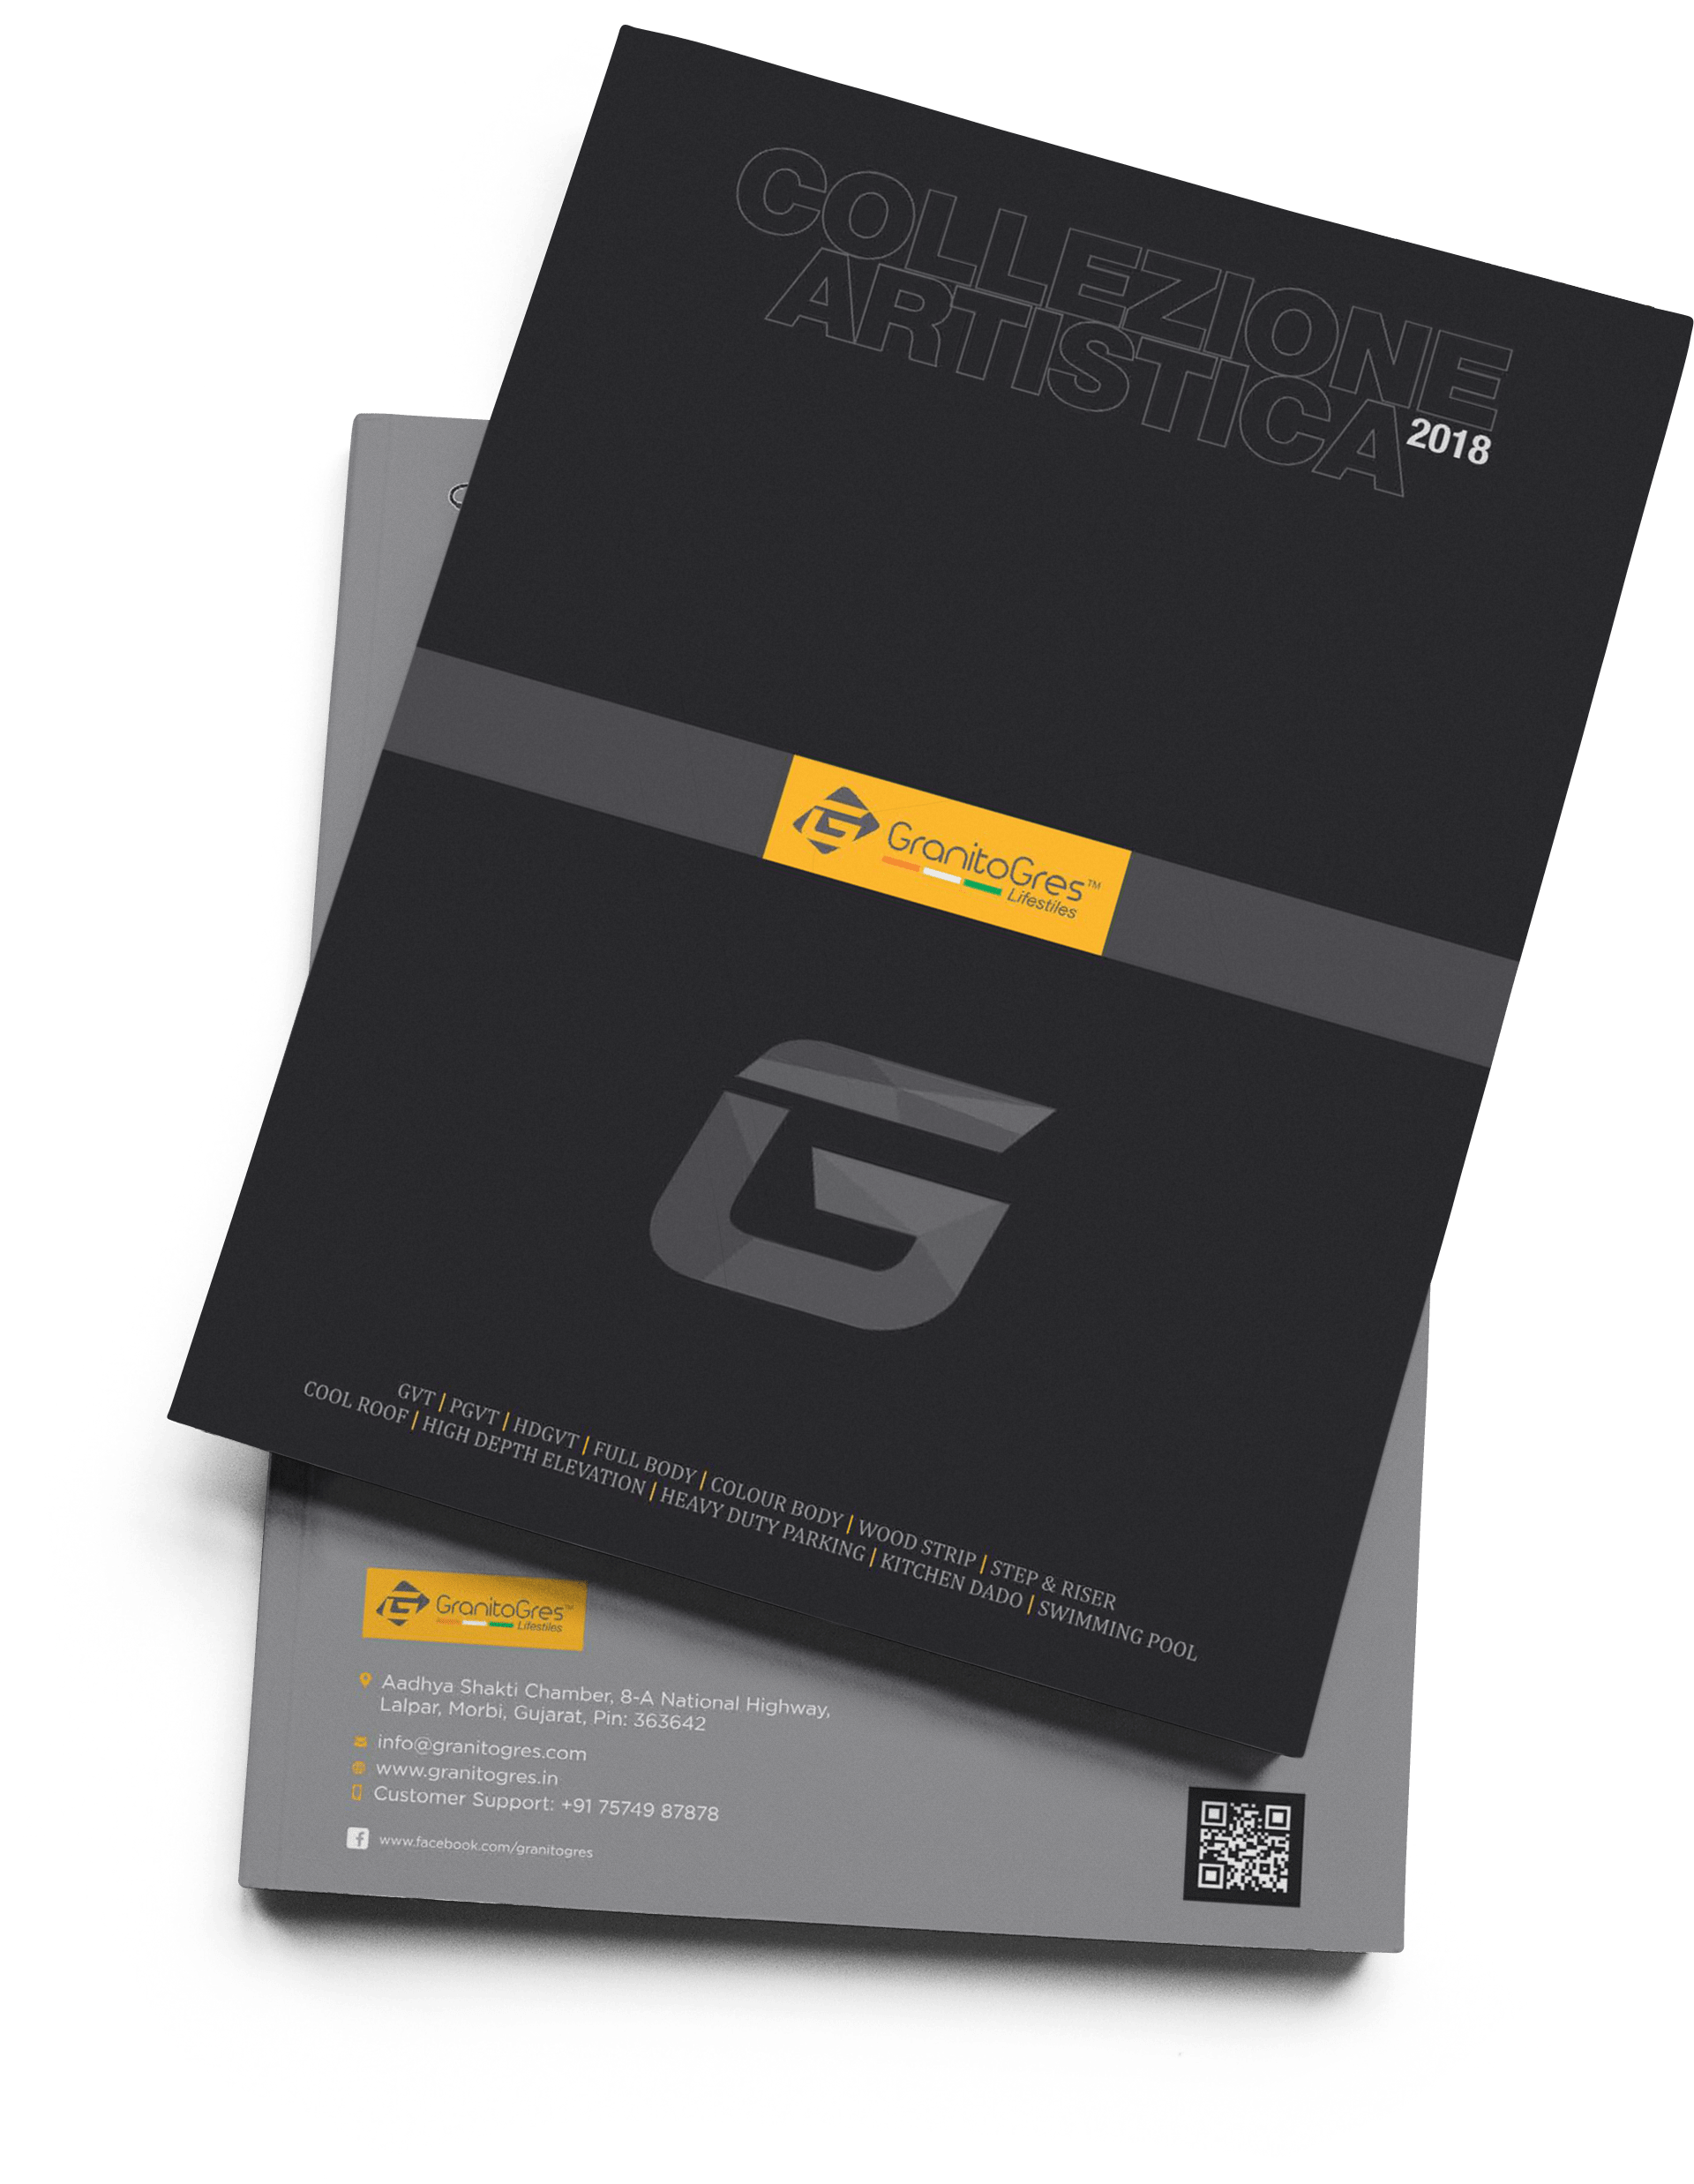 COLLEZIONE
ARTISTICA
2018
GranitoGres™
Lifestiles
GVT | PGVT | HDGVT | FULL BODY | COLOUR BODY | WOOD STRIP | STEP & RISER
COOL ROOF | HIGH DEPTH ELEVATION | HEAVY DUTY PARKING | KITCHEN DADO | SWIMMING POOL
GranitoGres™
Lifestiles
Aadhya Shakti Chamber, 8-A National Highway,
Lalpar, Morbi, Gujarat, Pin: 363642
info@granitogres.com
www.granitogres.in
Customer Support: +91 75749 87878
www.facebook.com/granitogres